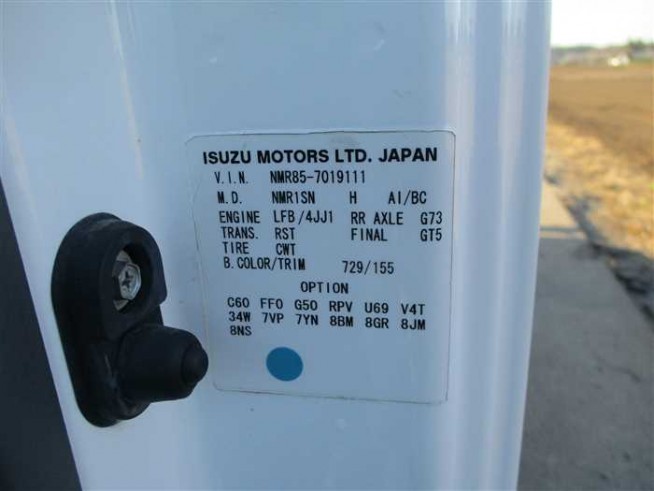 ISUZU MOTORS LTD. JAPAN
V.I.N. NMR85-7019111
M.D. NMR1SN H AI/BC
ENGINE LFB/4JJ1 RR AXLE G73
TRANS. RST FINAL GT5
TIRE CWT
B.COLOR/TRIM 729/155
OPTION
C60 FF0 G50 RPV U69 V4T
34W 7VP 7YN 8BM 8GR 8JM
8NS